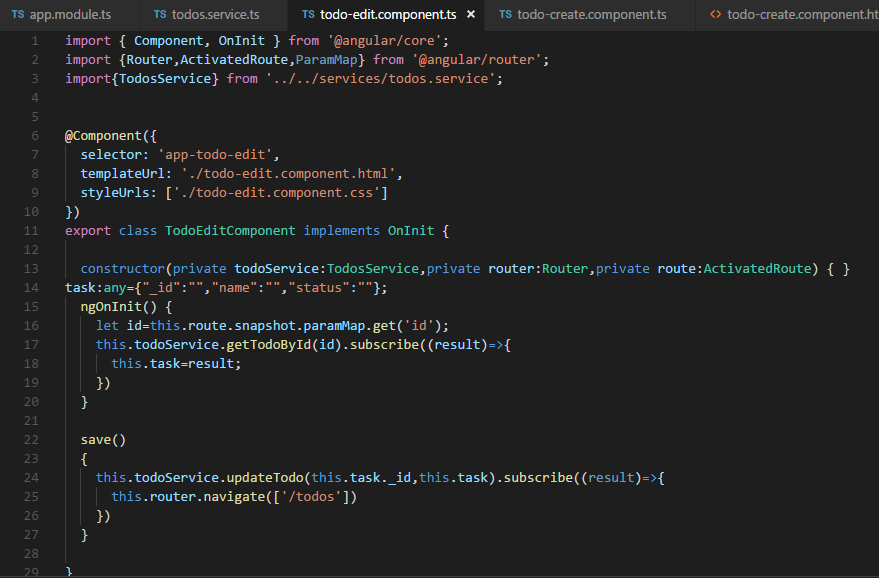 TS app.module.ts TS todos.service.ts TS todo-edit.component.ts × TS todo-create.component.ts <> todo-create.component.ht
1 import { Component, OnInit } from '@angular/core';
2 import {Router,ActivatedRoute,ParamMap} from '@angular/router';
3 import{TodosService} from '../../services/todos.service';
4
5
6 @Component({
7   selector: 'app-todo-edit',
8   templateUrl: './todo-edit.component.html',
9   styleUrls: ['./todo-edit.component.css']
10 })
11 export class TodoEditComponent implements OnInit {
12
13   constructor(private todoService:TodosService,private router:Router,private route:ActivatedRoute) { }
14 task:any={"_id":"","name":"","status":""};
15   ngOnInit() {
16     let id=this.route.snapshot.paramMap.get('id');
17     this.todoService.getTodoById(id).subscribe((result)=>{
18       this.task=result;
19     })
20   }
21
22   save()
23   {
24     this.todoService.updateTodo(this.task._id,this.task).subscribe((result)=>{
25       this.router.navigate(['/todos'])
26     })
27   }
28
29 }